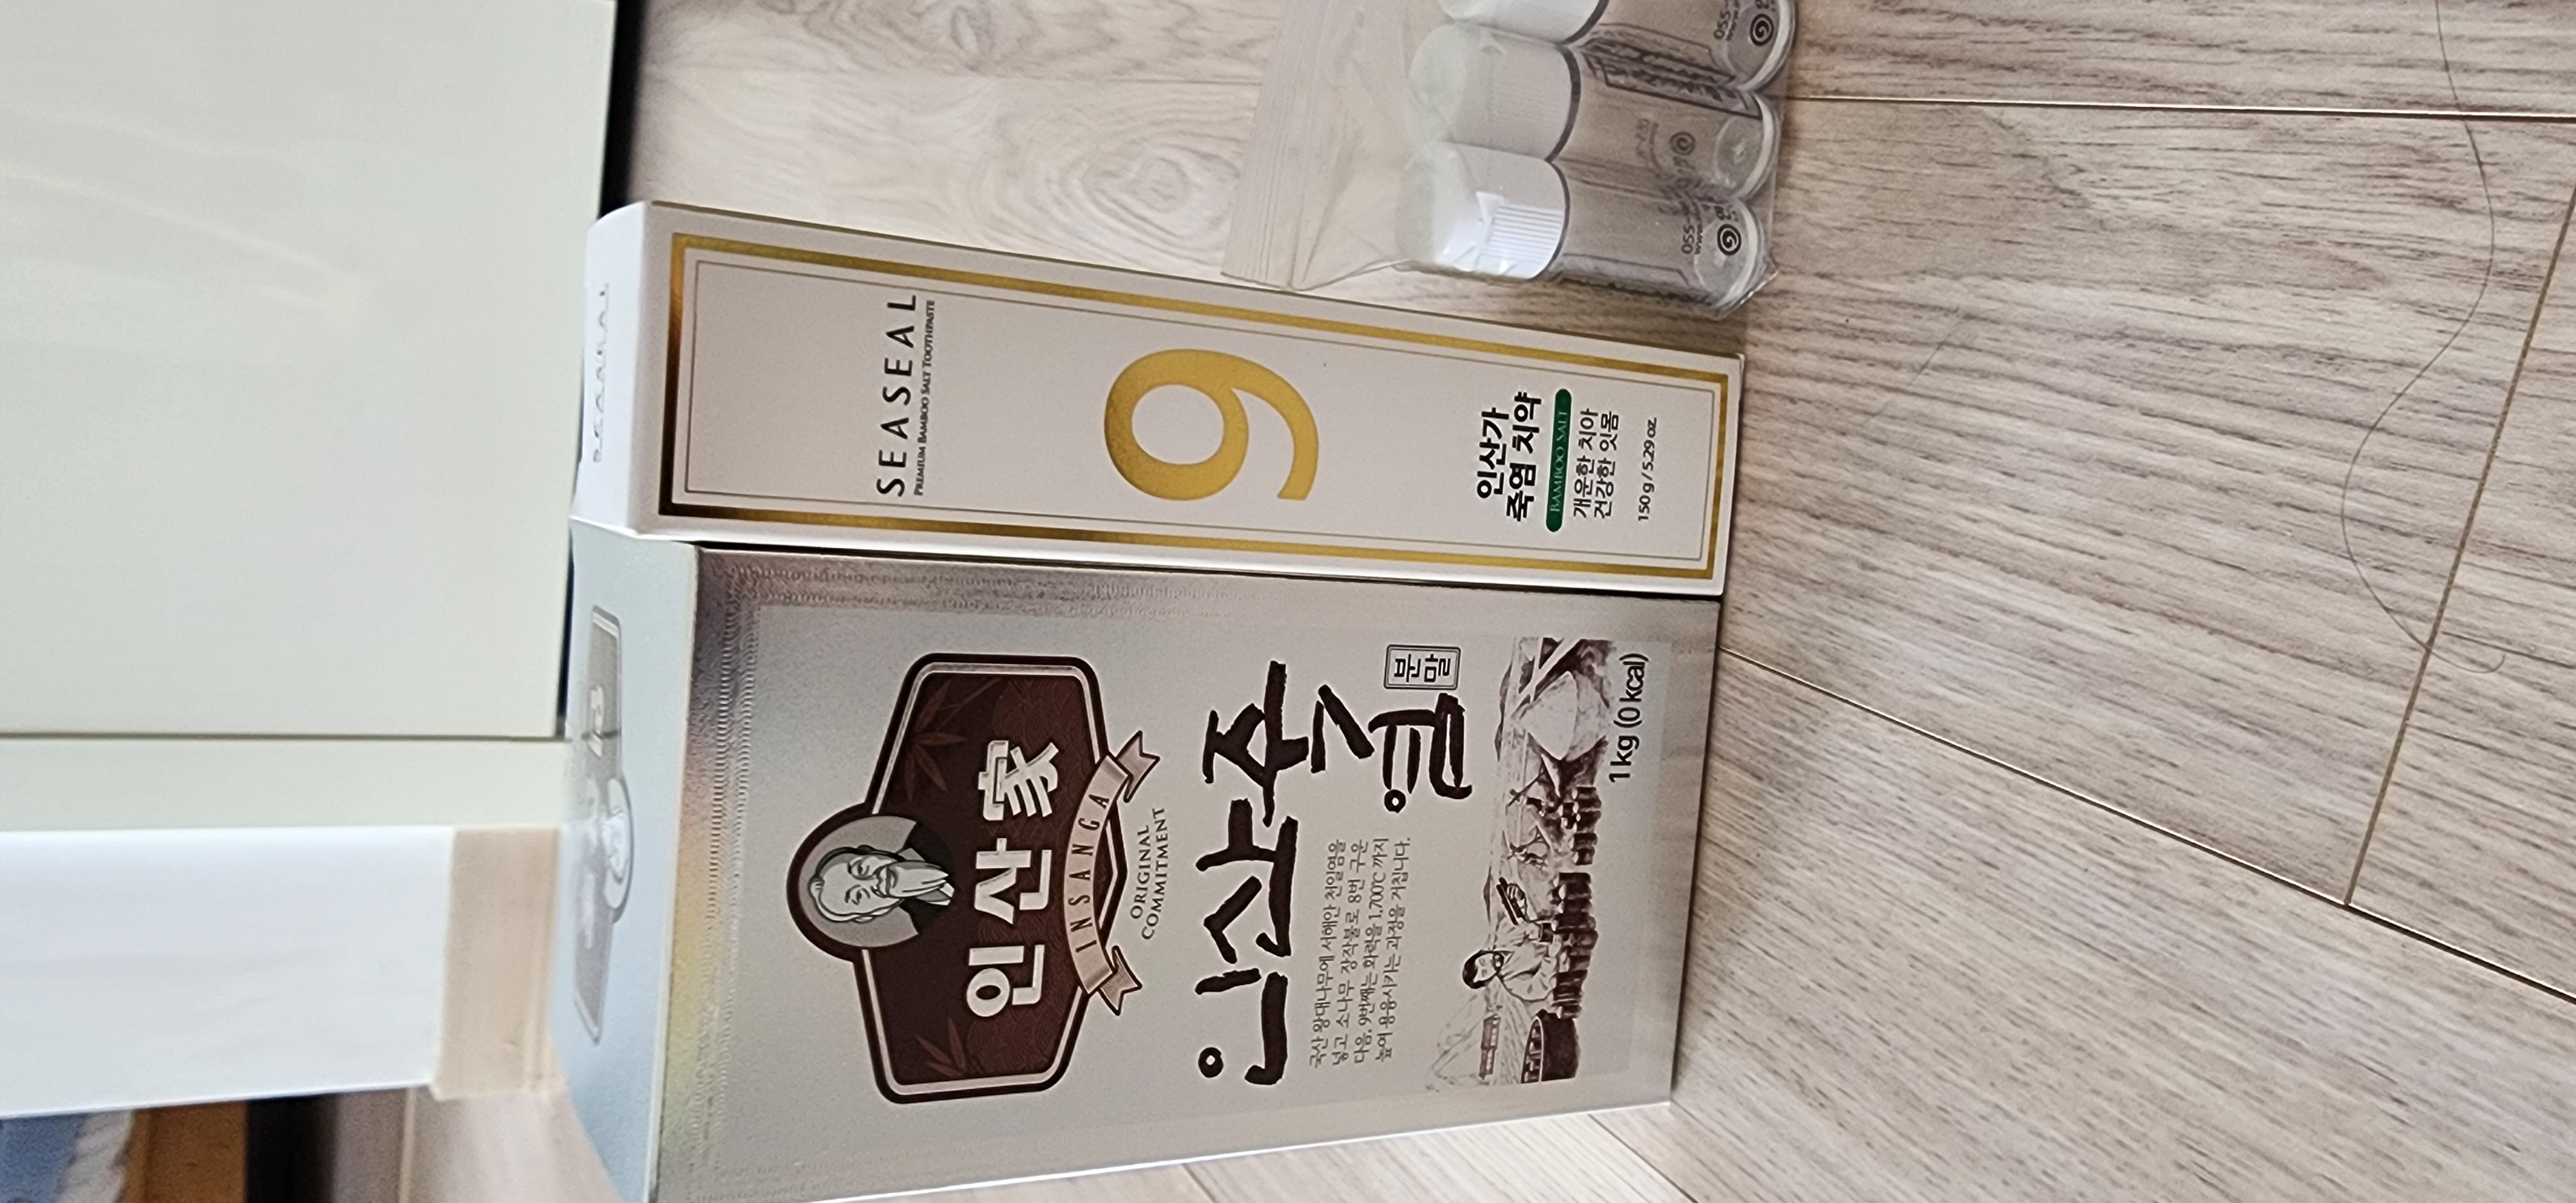 인산家
INSANGA
ORIGINAL
COMMITMENT
인산죽염
분말
국산 왕대나무에 서해안 천일염을
넣고 소나무 장작불로 8번 구운
다음, 9번째는 화력을 1,700℃ 까지
높여 용융시키는 과정을 거칩니다.
1kg (0 kcal)
SEASEAL
PREMIUM BAMBOO SALT TOOTHPASTE
9
인산가
죽염 치약
BAMBOO SALT
개운한 치아
건강한 잇몸
150 g / 5.29 oz
SEASEAL
055-
055-